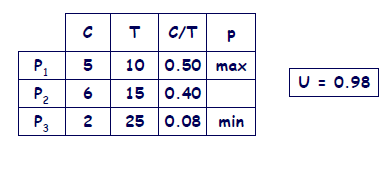 C T C/T p
P1 5 10 0.50 max
P2 6 15 0.40
P3 2 25 0.08 min
U = 0.98